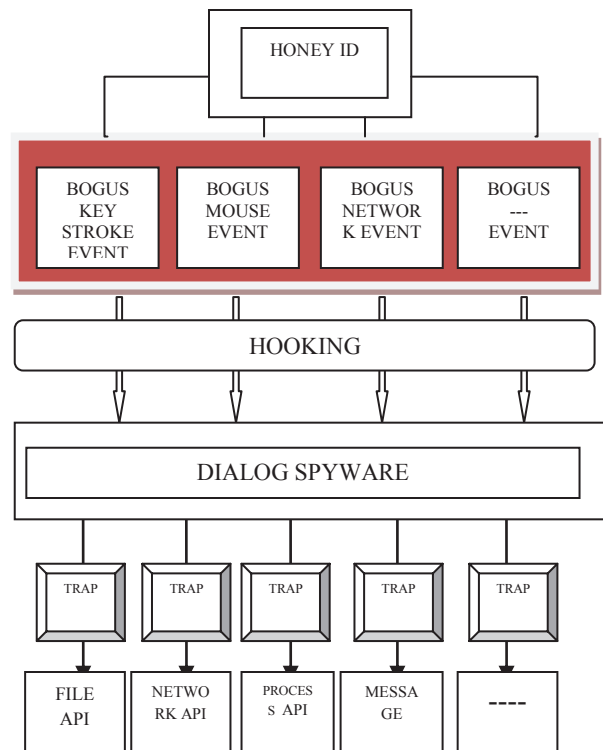 HONEY ID
BOGUS
KEY
STROKE
EVENT
BOGUS
MOUSE
EVENT
BOGUS
NETWOR
K EVENT
BOGUS
---
EVENT
HOOKING
DIALOG SPYWARE
TRAP
TRAP
TRAP
TRAP
TRAP
FILE
API
NETWO
RK API
PROCES
S API
MESSA
GE
----